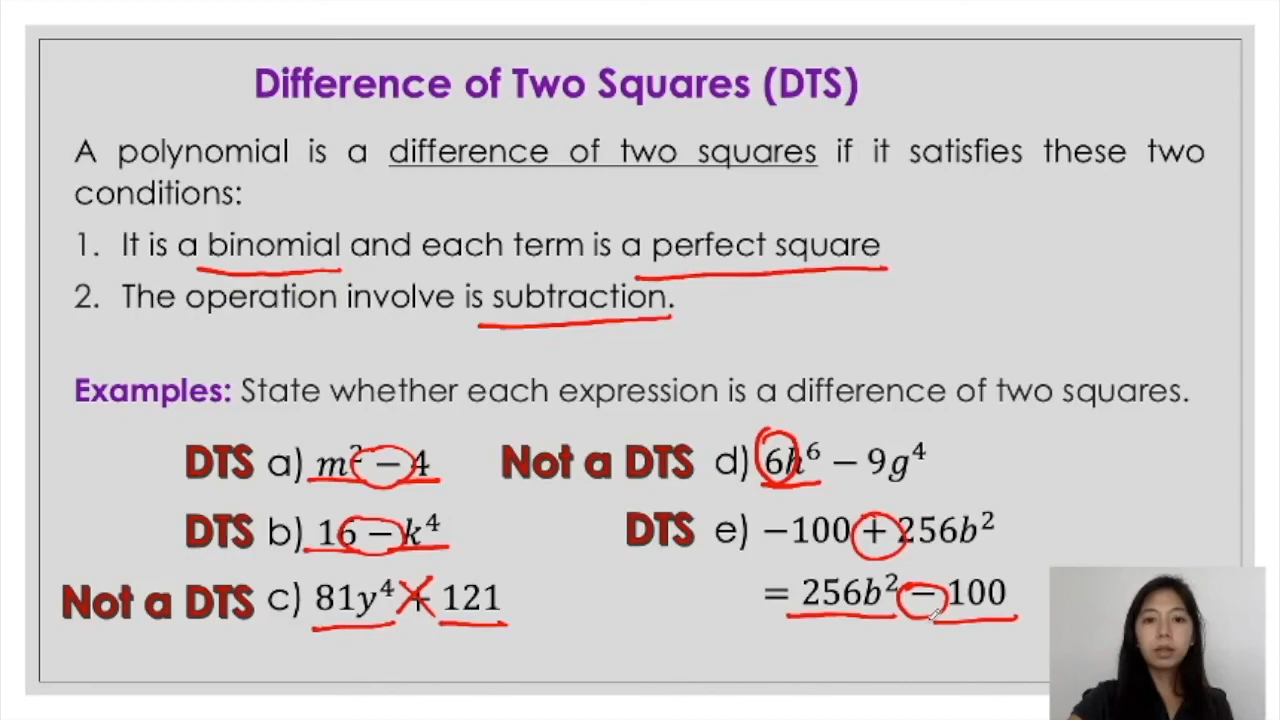 Difference of Two Squares (DTS)
A polynomial is a difference of two squares if it satisfies these two
conditions:
1. It is a binomial and each term is a perfect square
2. The operation involve is subtraction.
Examples: State whether each expression is a difference of two squares.
DTS a) m² − 4
DTS b) 16 − k⁴
Not a DTS c) 81y⁴ + 121
Not a DTS d) 6h⁶ − 9g⁴
DTS e) −100 + 256b²
= 256b² − 100